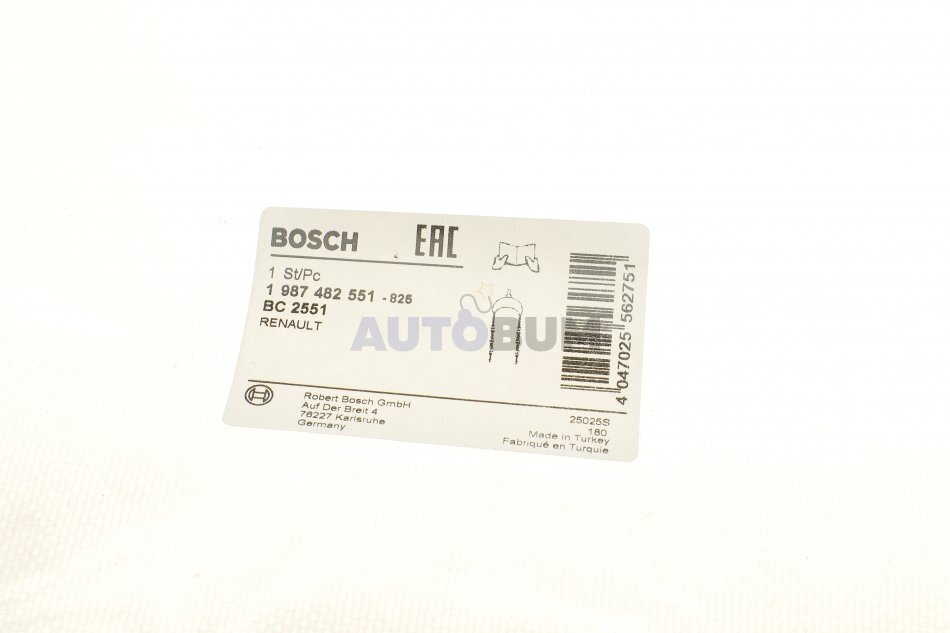 BOSCH EAC
1 St/Pc
1 987 482 551 - 825
BC 2551
RENAULT
AUTOBUM
4 047025 562751
Robert Bosch GmbH
Auf Der Breit 4
76227 Karlsruhe
Germany
25025S
180
Made in Turkey
Fabriqué en Turquie